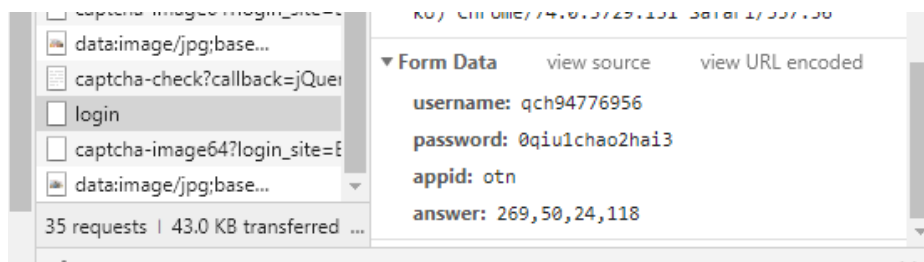 data:image/jpg;base...
captcha-check?callback=jQuer
login
captcha-image64?login_site=E
data:image/jpg;base...
35 requests | 43.0 KB transferred ...
▼ Form Data view source view URL encoded
username: qch94776956
password: 0qiu1chao2hai3
appid: otn
answer: 269,50,24,118